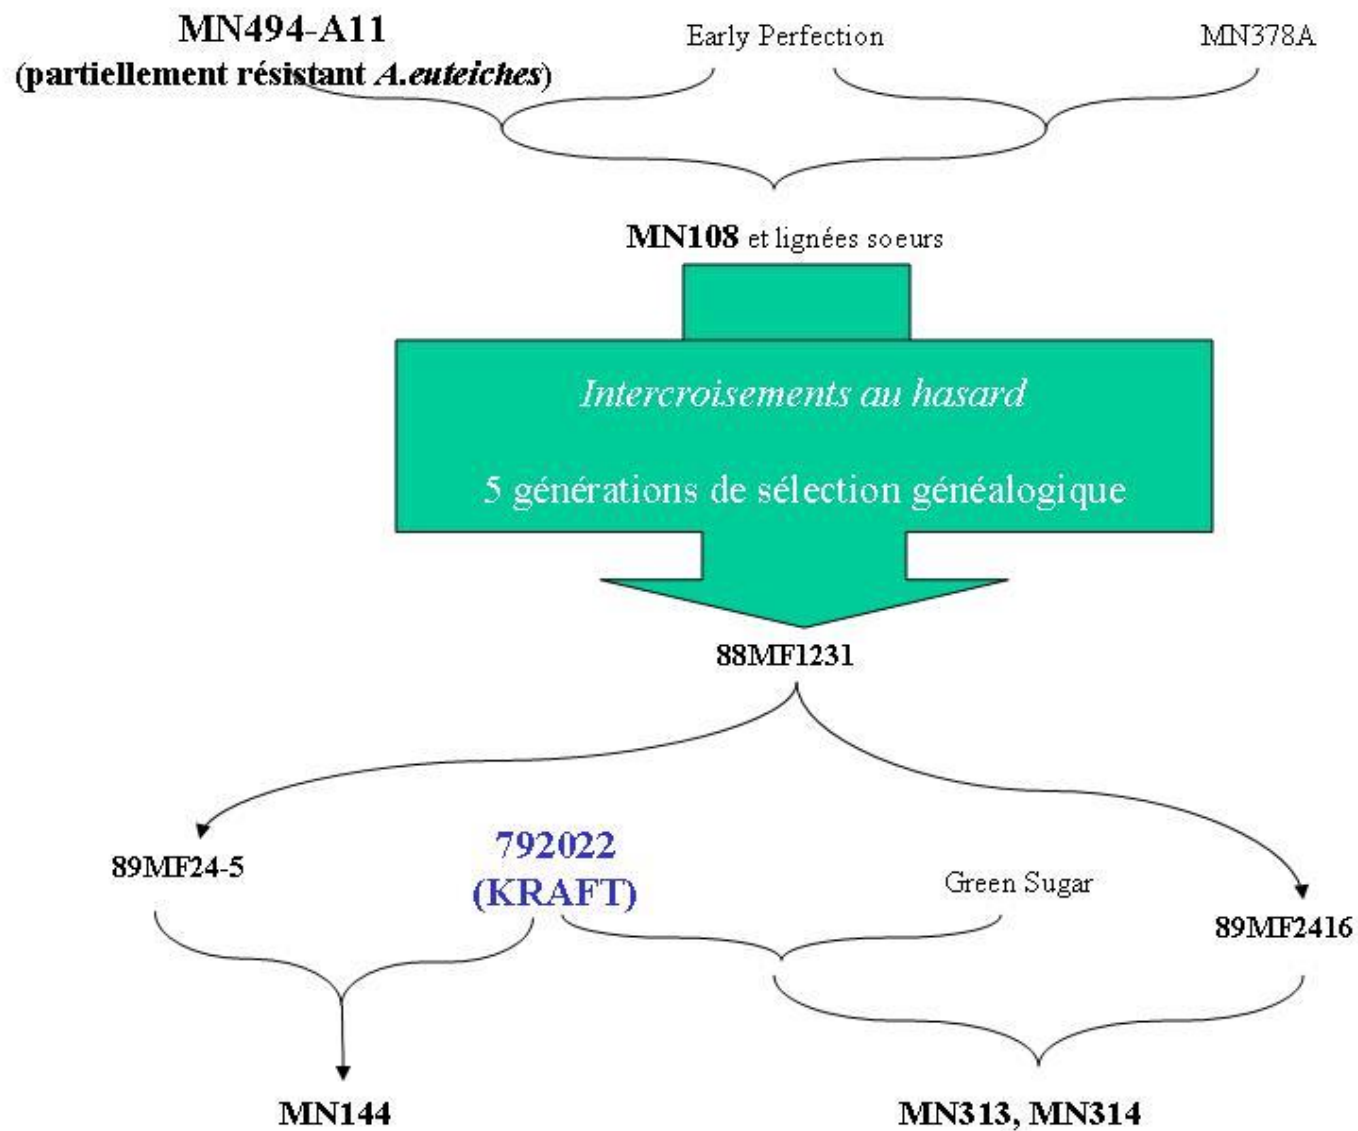 MN494-A11
(partiellement résistant A.euteiches)
Early Perfection
MN378A
MN108 et lignées soeurs
Intercroisements au hasard
5 générations de sélection généalogique
88MF1231
89MF24-5
792022
(KRAFT)
Green Sugar
89MF2416
MN144
MN313, MN314